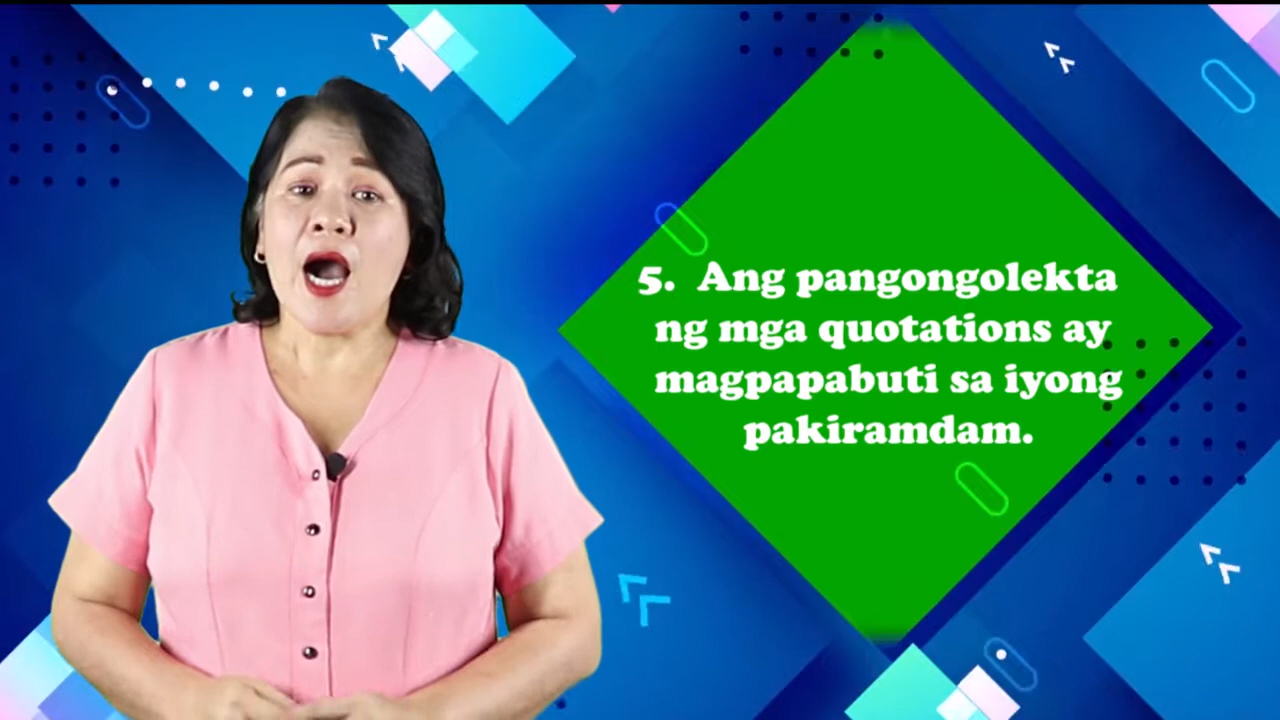 5. Ang pangongolekta
ng mga quotations ay
magpapabuti sa iyong
pakiramdam.